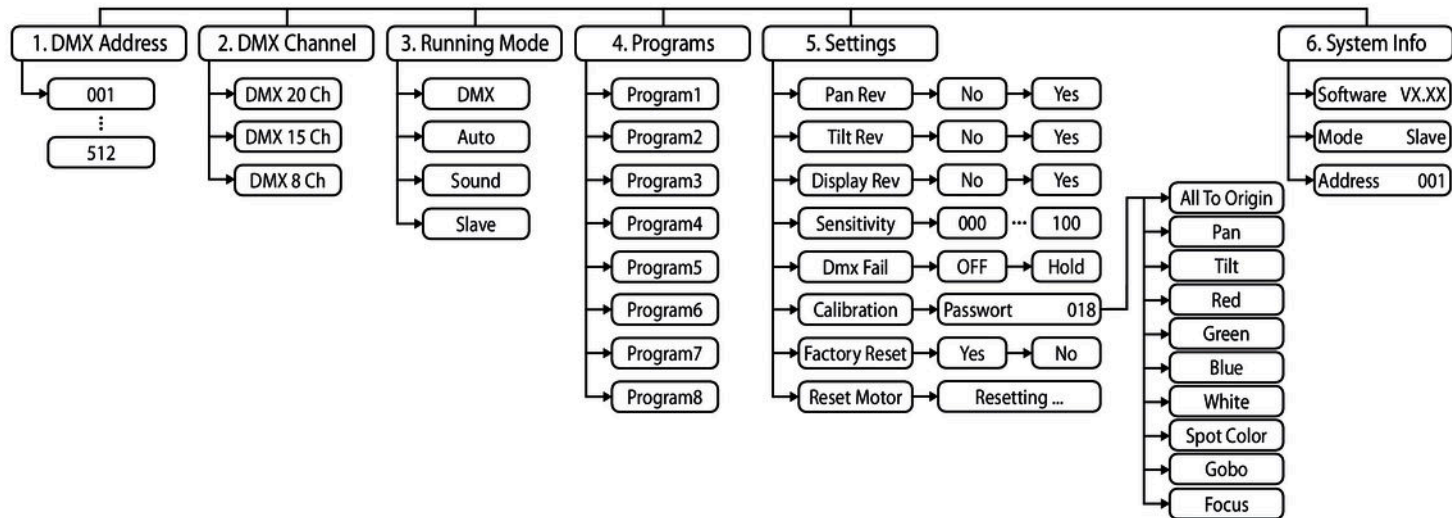 1. DMX Address
2. DMX Channel
3. Running Mode
4. Programs
5. Settings
6. System Info
001
⋮
512
DMX 20 Ch
DMX 15 Ch
DMX 8 Ch
DMX
Auto
Sound
Slave
Program1
Program2
Program3
Program4
Program5
Program6
Program7
Program8
Pan Rev No Yes
Tilt Rev No Yes
Display Rev No Yes
Sensitivity 000 ... 100
Dmx Fail OFF Hold
Calibration Passwort 018
Factory Reset Yes No
Reset Motor Resetting ...
All To Origin
Pan
Tilt
Red
Green
Blue
White
Spot Color
Gobo
Focus
Software VX.XX
Mode Slave
Address 001